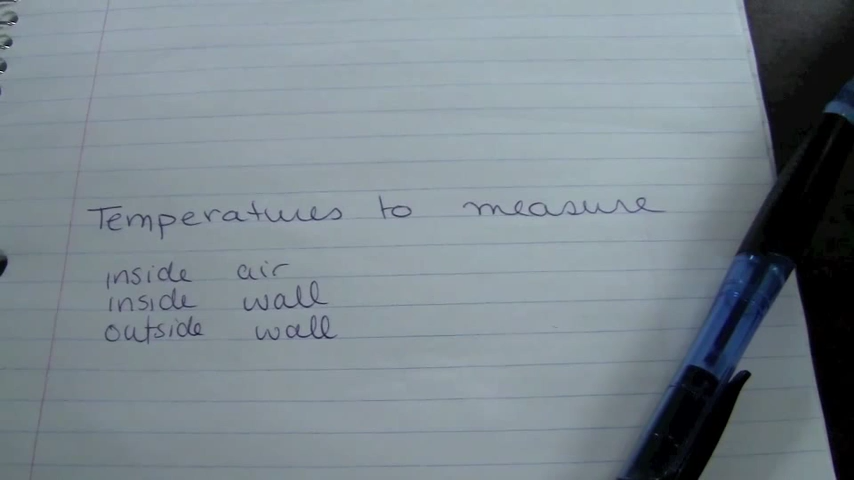 Temperatures to measure
inside air
inside wall
outside wall